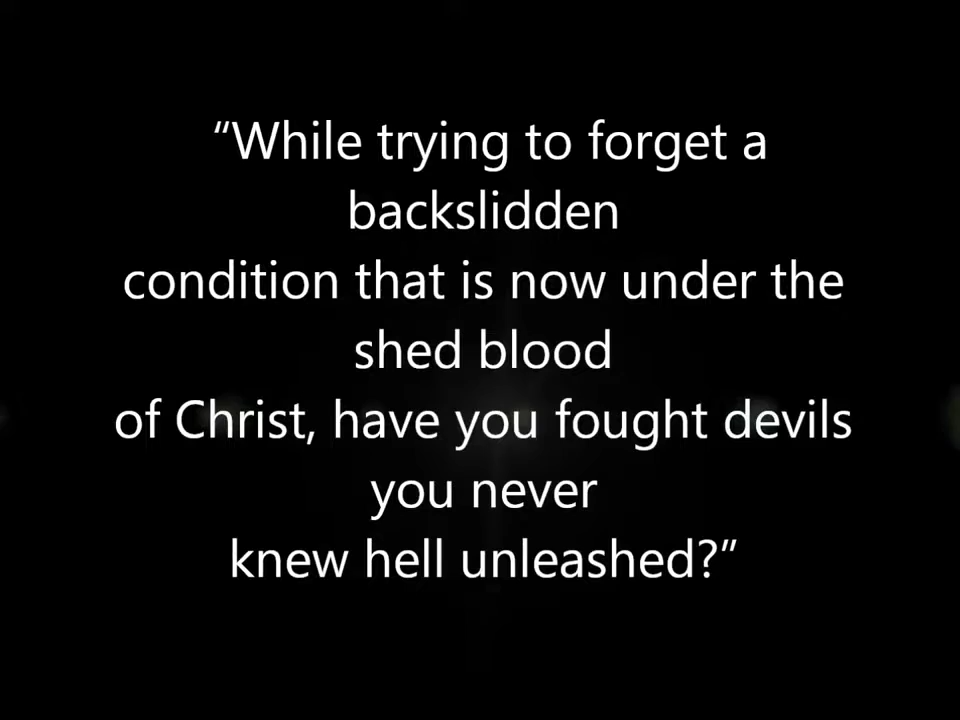 “While trying to forget a
backslidden
condition that is now under the
shed blood
of Christ, have you fought devils
you never
knew hell unleashed?”